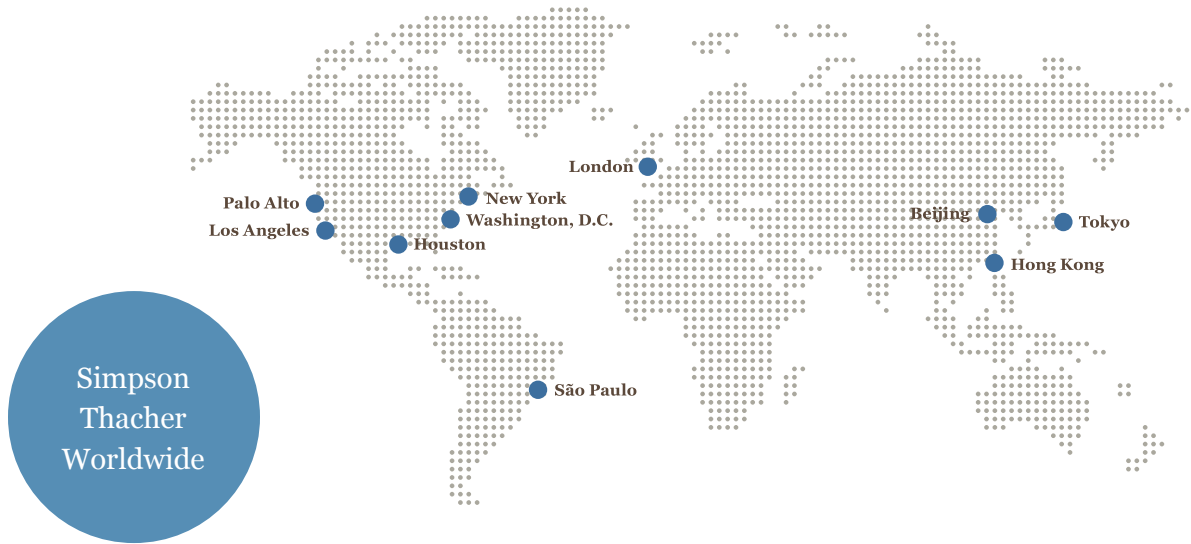 London
New York
Palo Alto
Washington, D.C.
Beijing
Tokyo
Los Angeles
Houston
Hong Kong
Simpson
Thacher
Worldwide
São Paulo